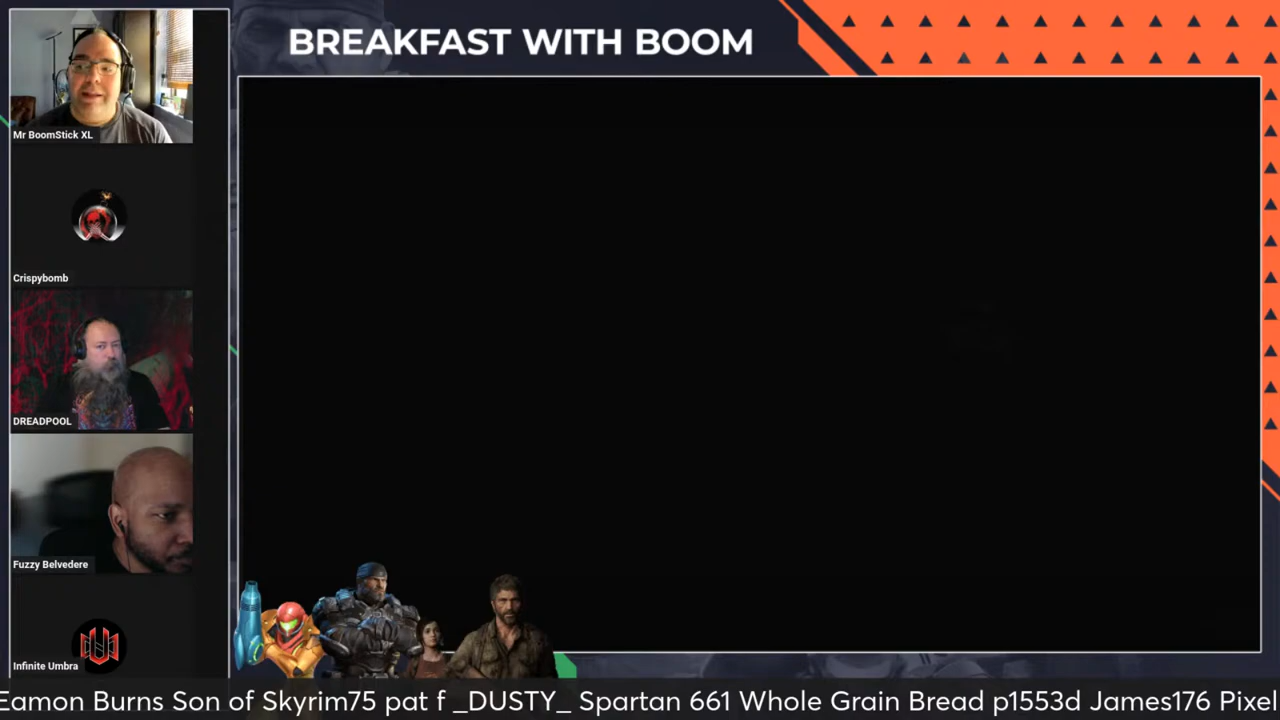 BREAKFAST WITH BOOM
Mr BoomStick XL
Crispybomb
DREADPOOL
Fuzzy Belvedere
Infinite Umbra
Eamon Burns Son of Skyrim75 pat f _DUSTY_ Spartan 661 Whole Grain Bread p1553d James176 Pixel